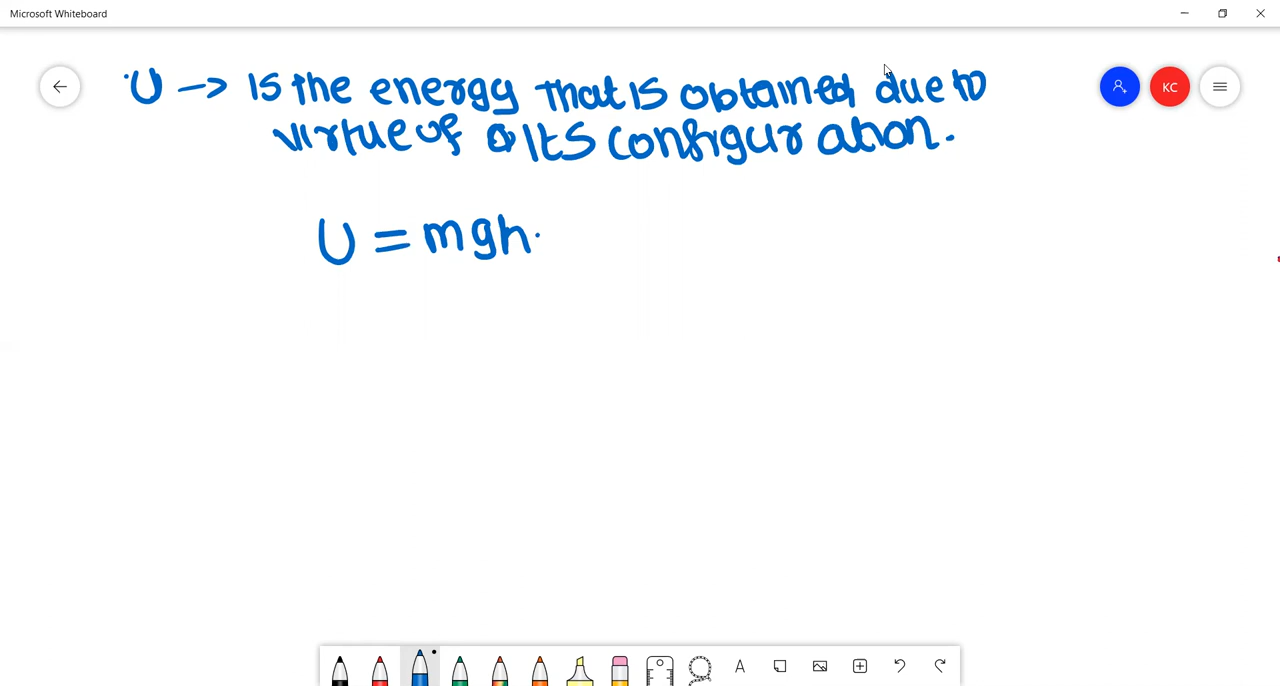 Microsoft Whiteboard
U → is the energy that is obtained due to
virtue of its configuration.
KC
U = mgh.
A